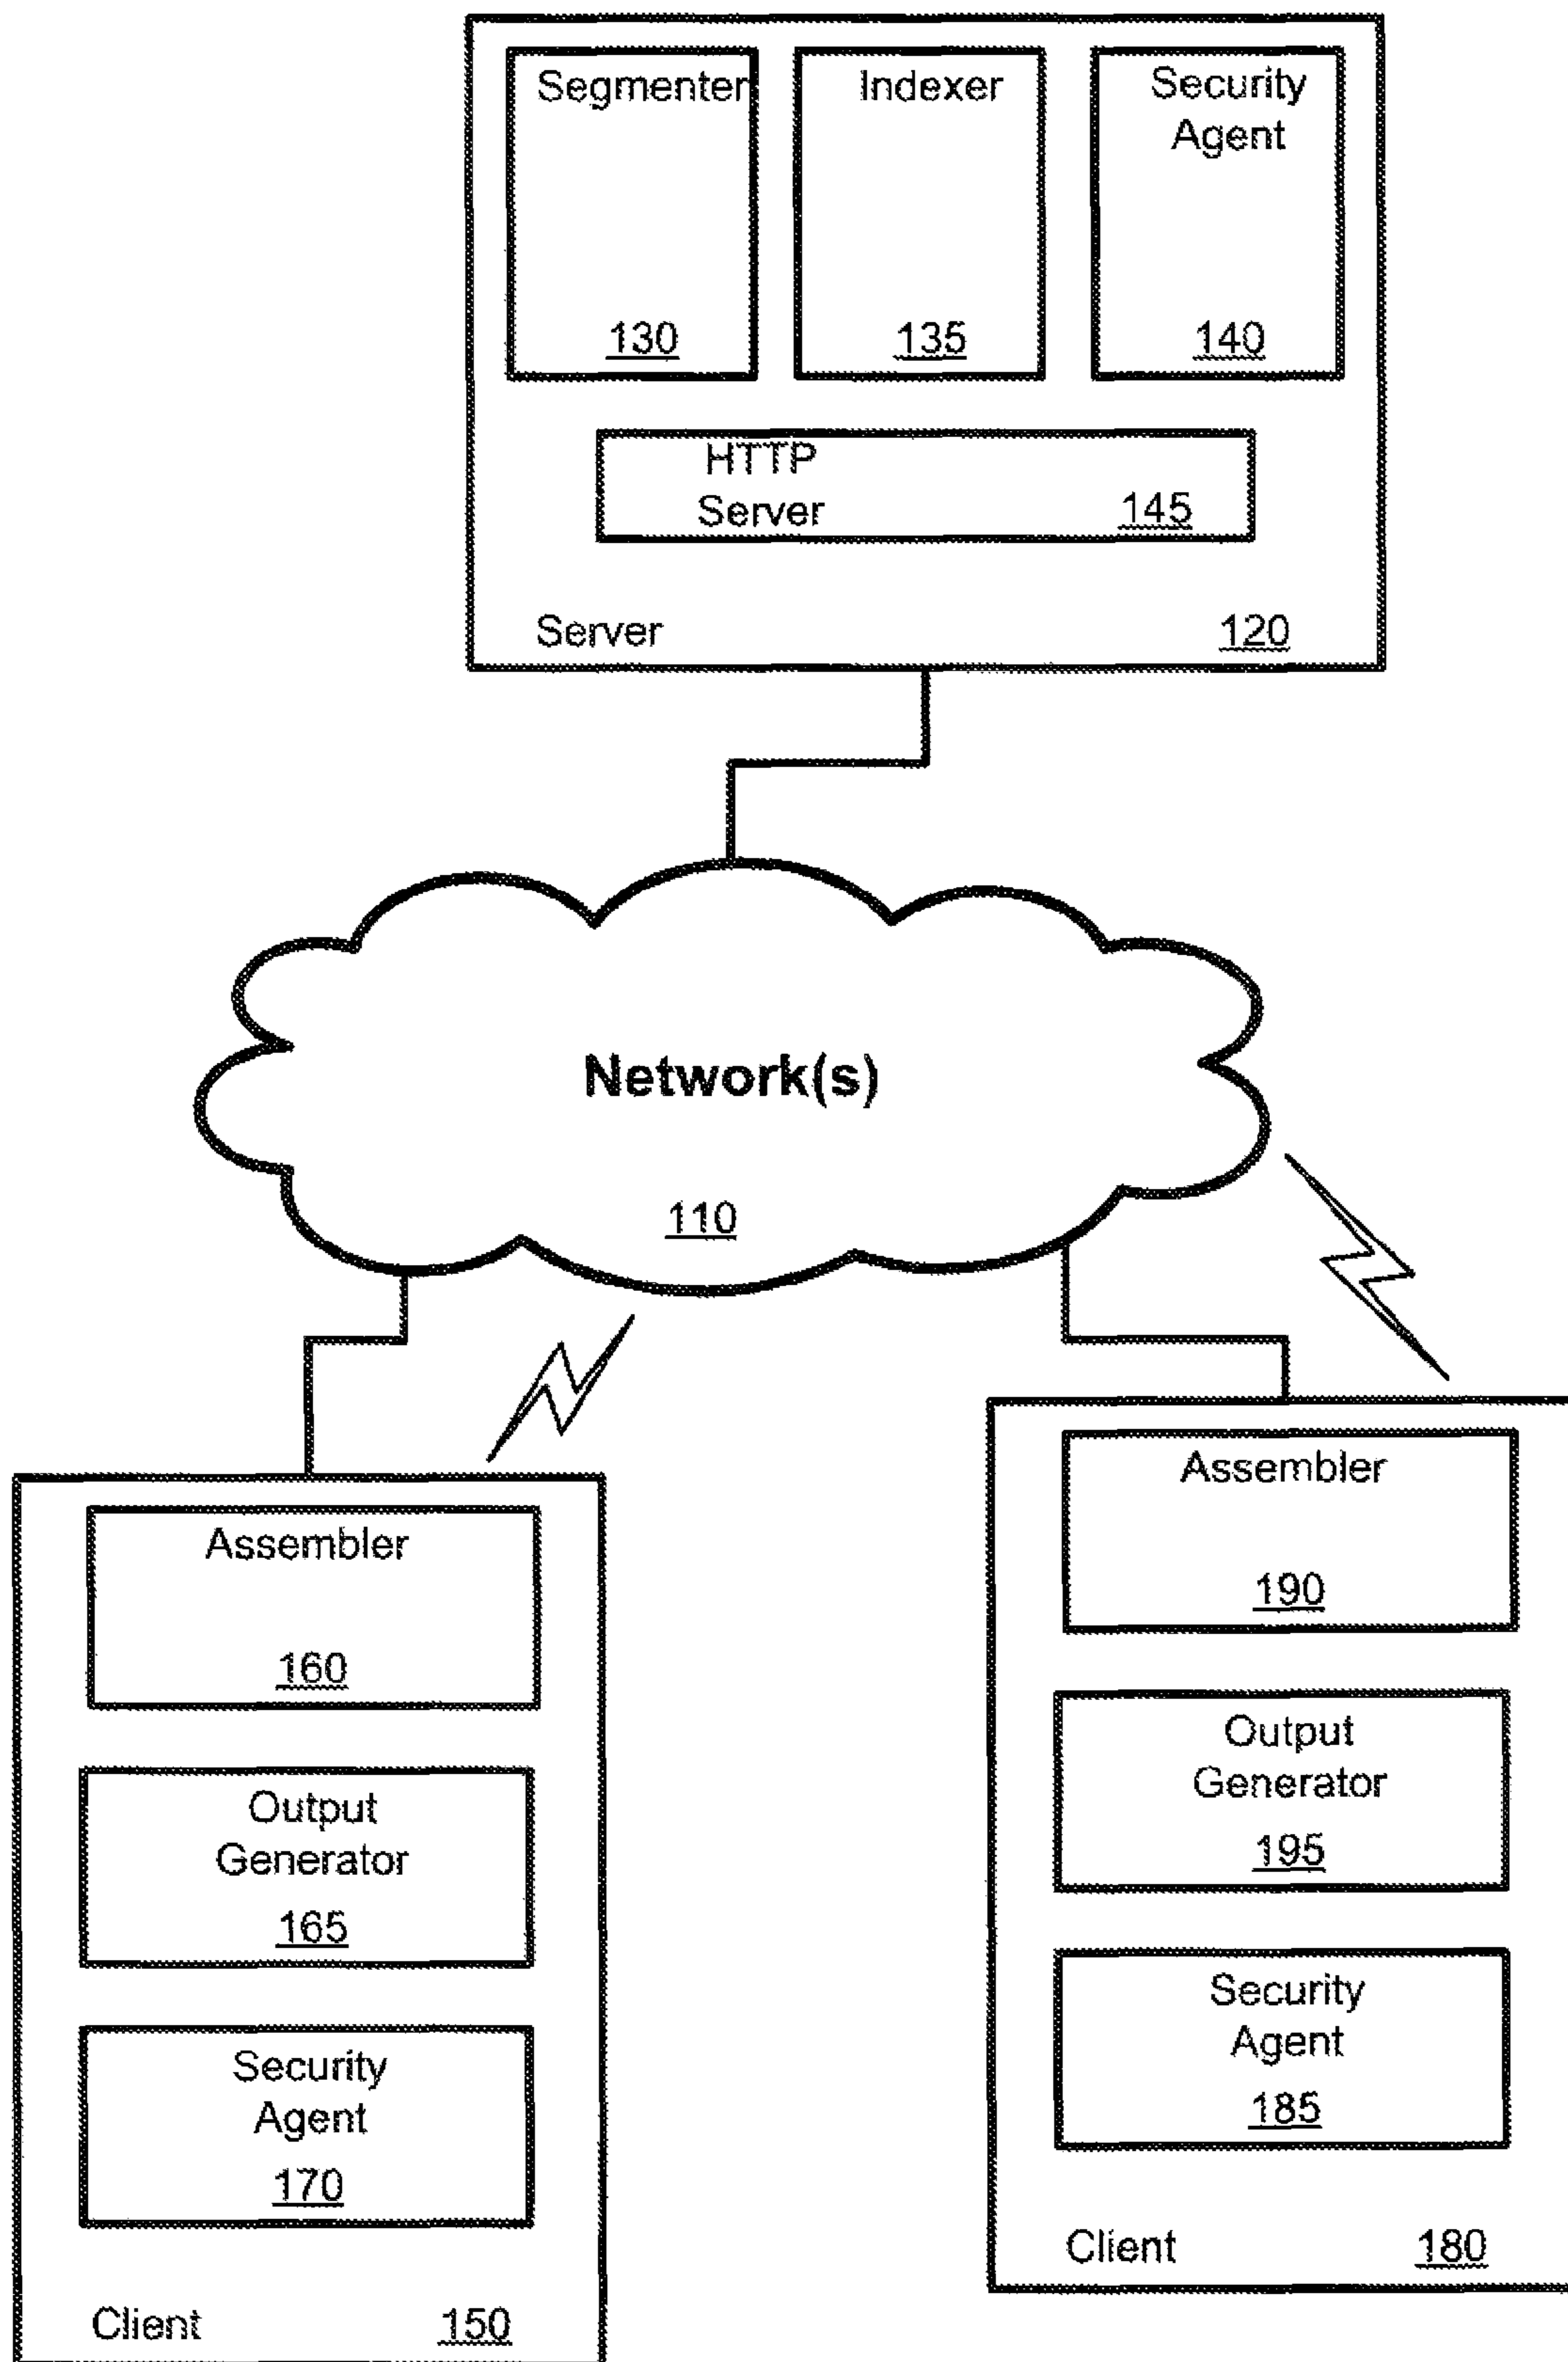 Segmenter
130
Indexer
135
Security
Agent
140
HTTP
Server 145
Server 120
Network(s)
110
Assembler
160
Output
Generator
165
Security
Agent
170
Client 150
Assembler
190
Output
Generator
195
Security
Agent
185
Client 180